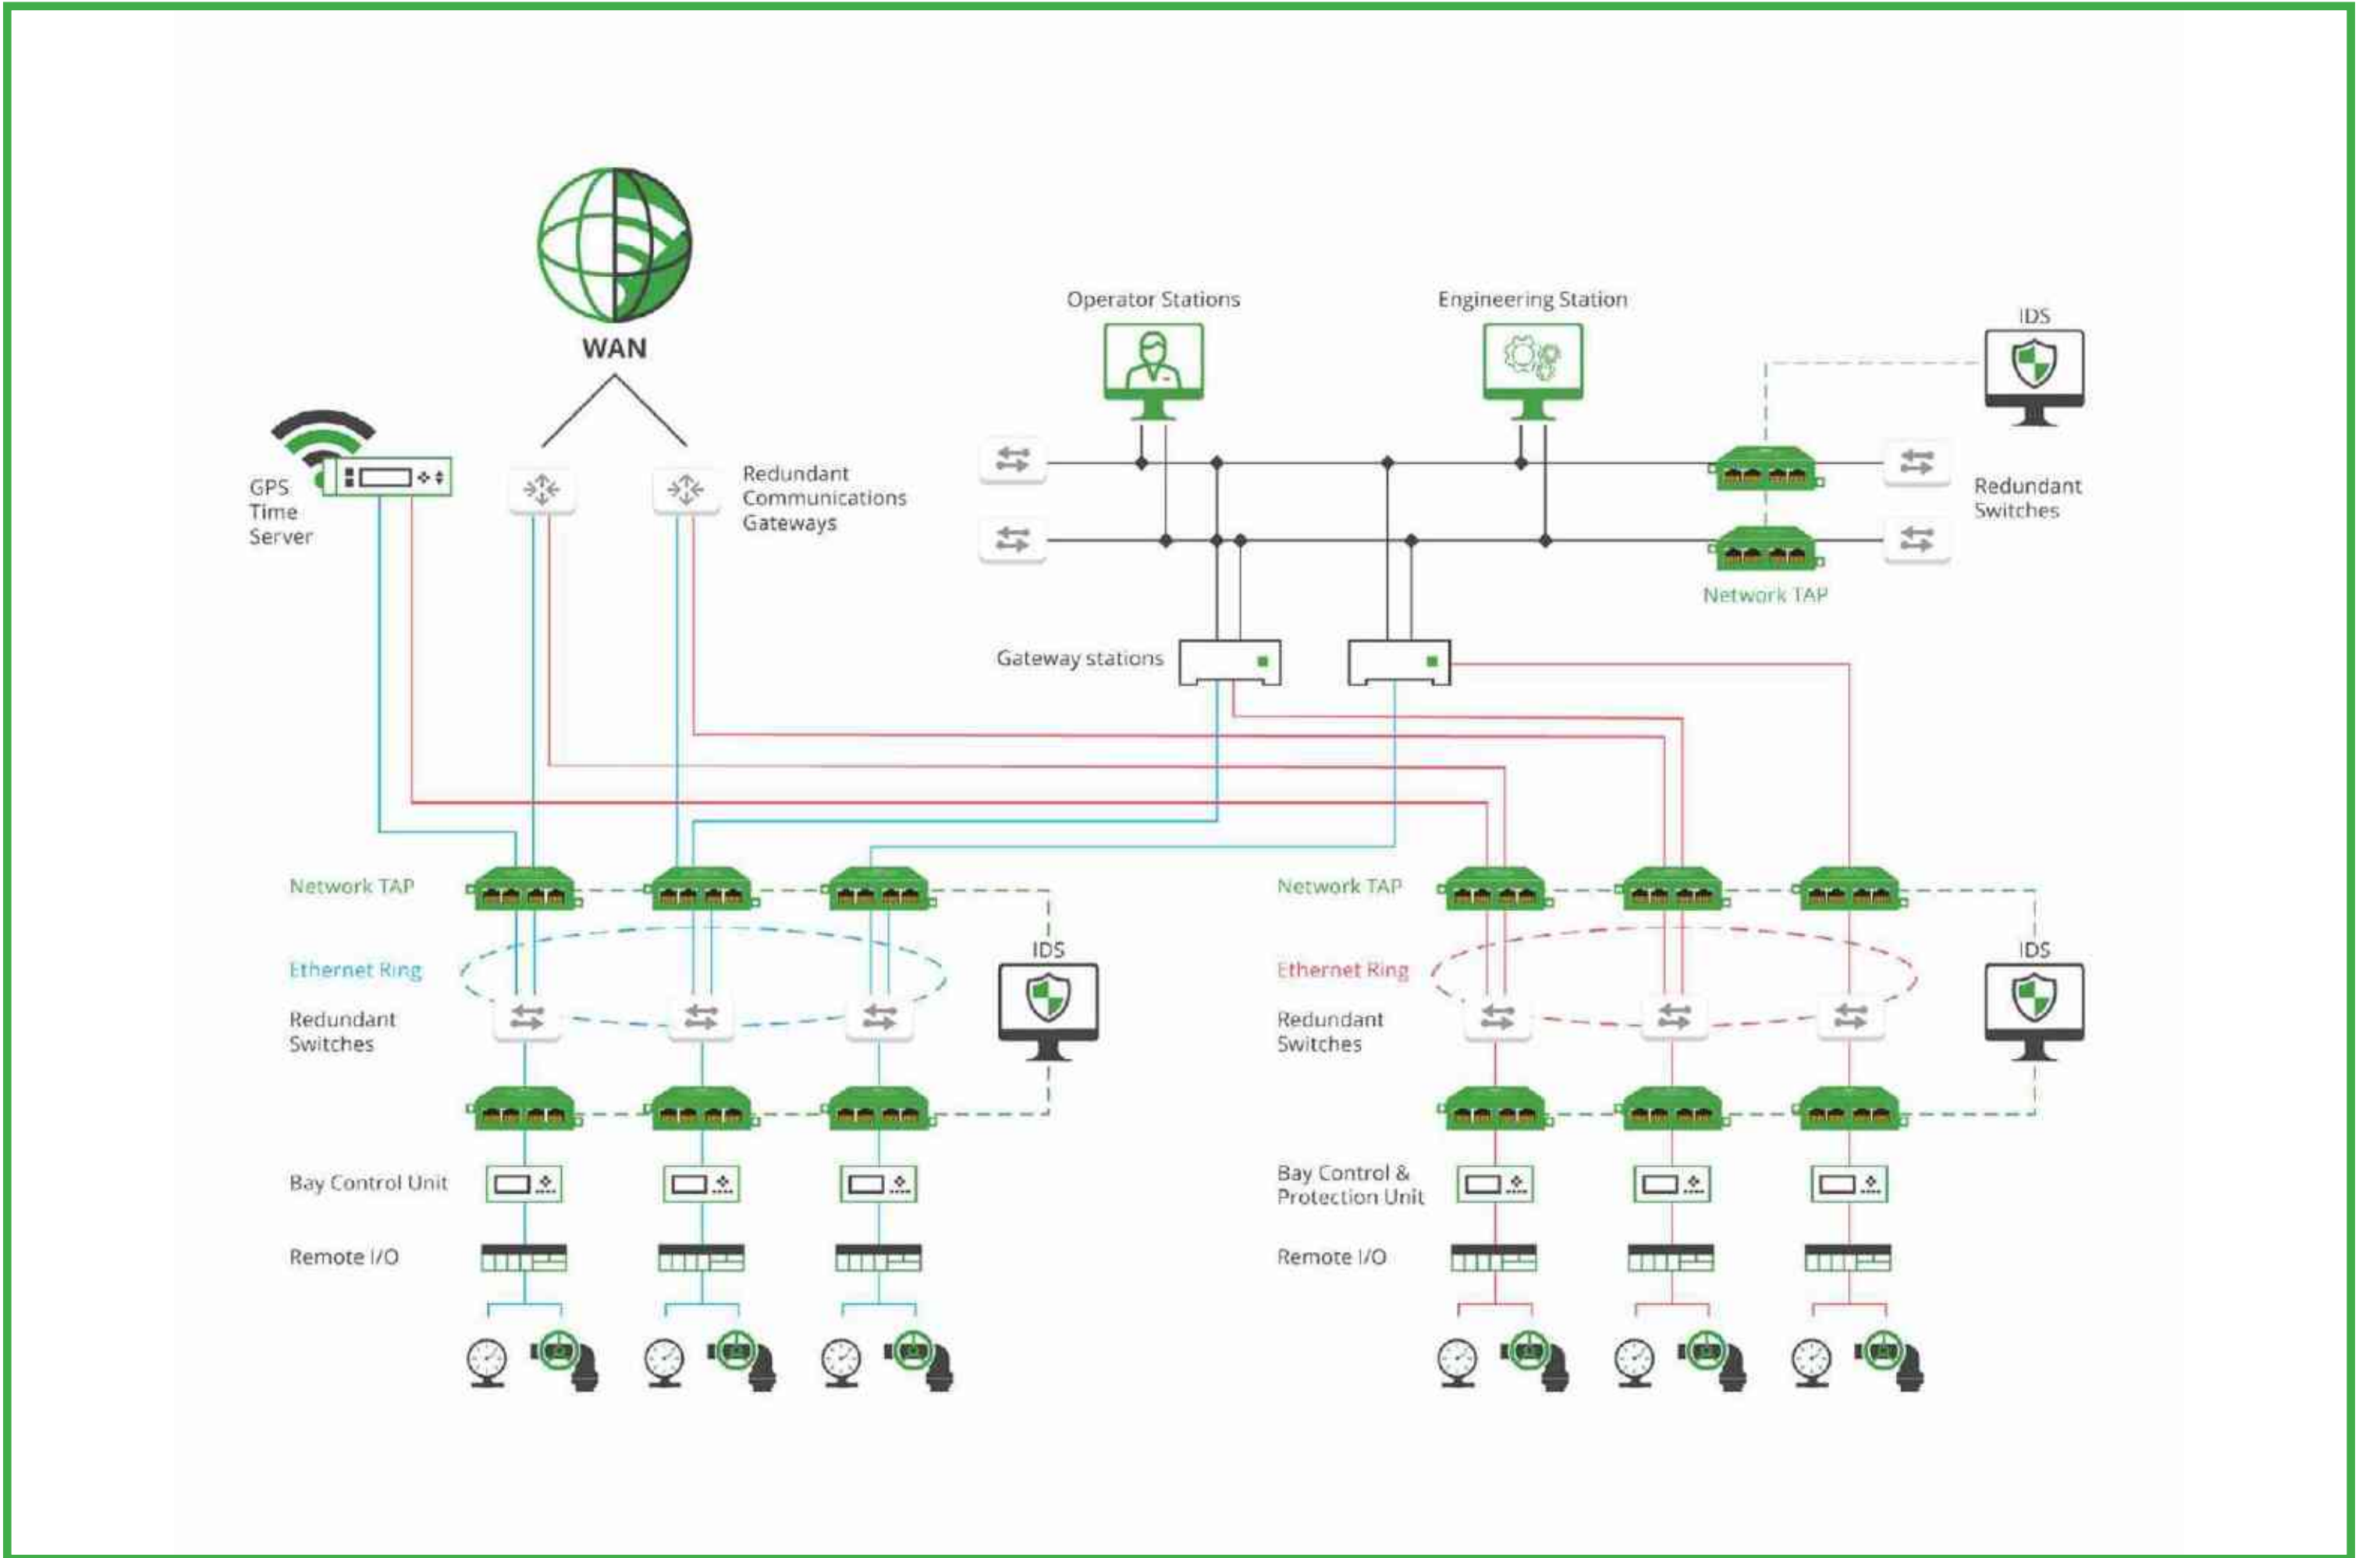 WAN
Operator Stations
Engineering Station
IDS
GPS
Time
Server
Redundant
Communications
Gateways
Redundant
Switches
Network TAP
Gateway stations
Network TAP
Ethernet Ring
Redundant
Switches
IDS
Bay Control Unit
Remote I/O
Network TAP
Ethernet Ring
Redundant
Switches
IDS
Bay Control &
Protection Unit
Remote I/O